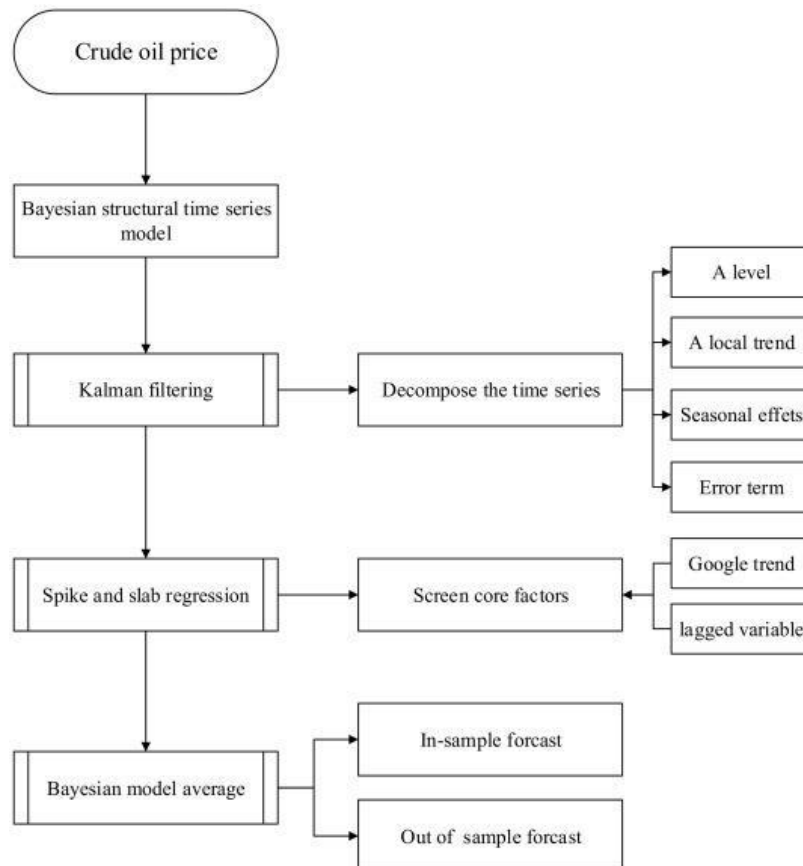 Crude oil price
Bayesian structural time series
model
A level
A local trend
Kalman filtering
Decompose the time series
Seasonal effets
Error term
Google trend
Spike and slab regression
Screen core factors
lagged variable
In-sample forcast
Bayesian model average
Out of sample forcast